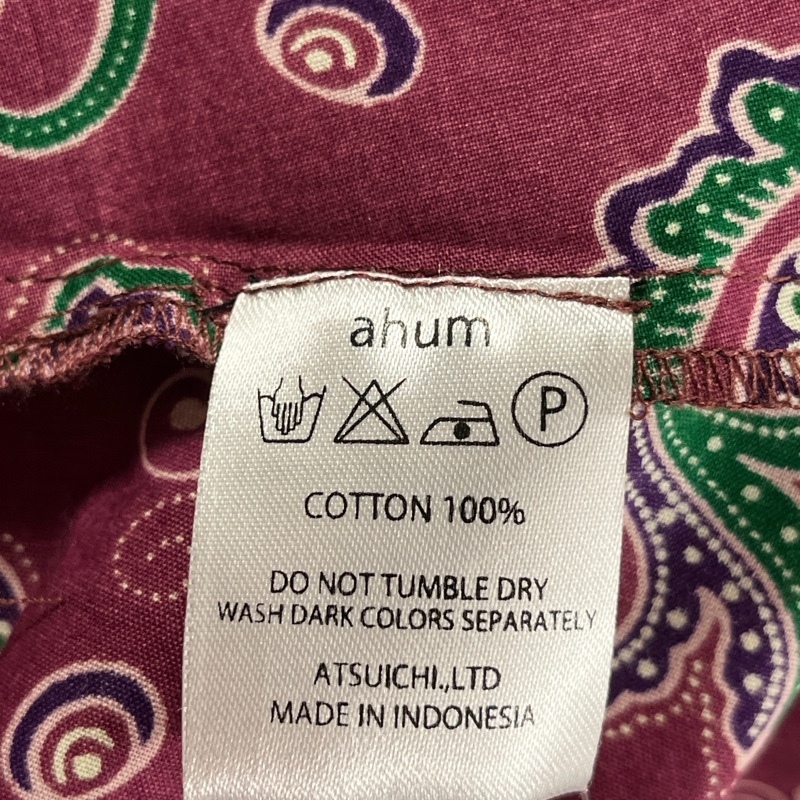 ahum
P
COTTON 100%
DO NOT TUMBLE DRY
WASH DARK COLORS SEPARATELY
ATSUICHI.,LTD
MADE IN INDONESIA